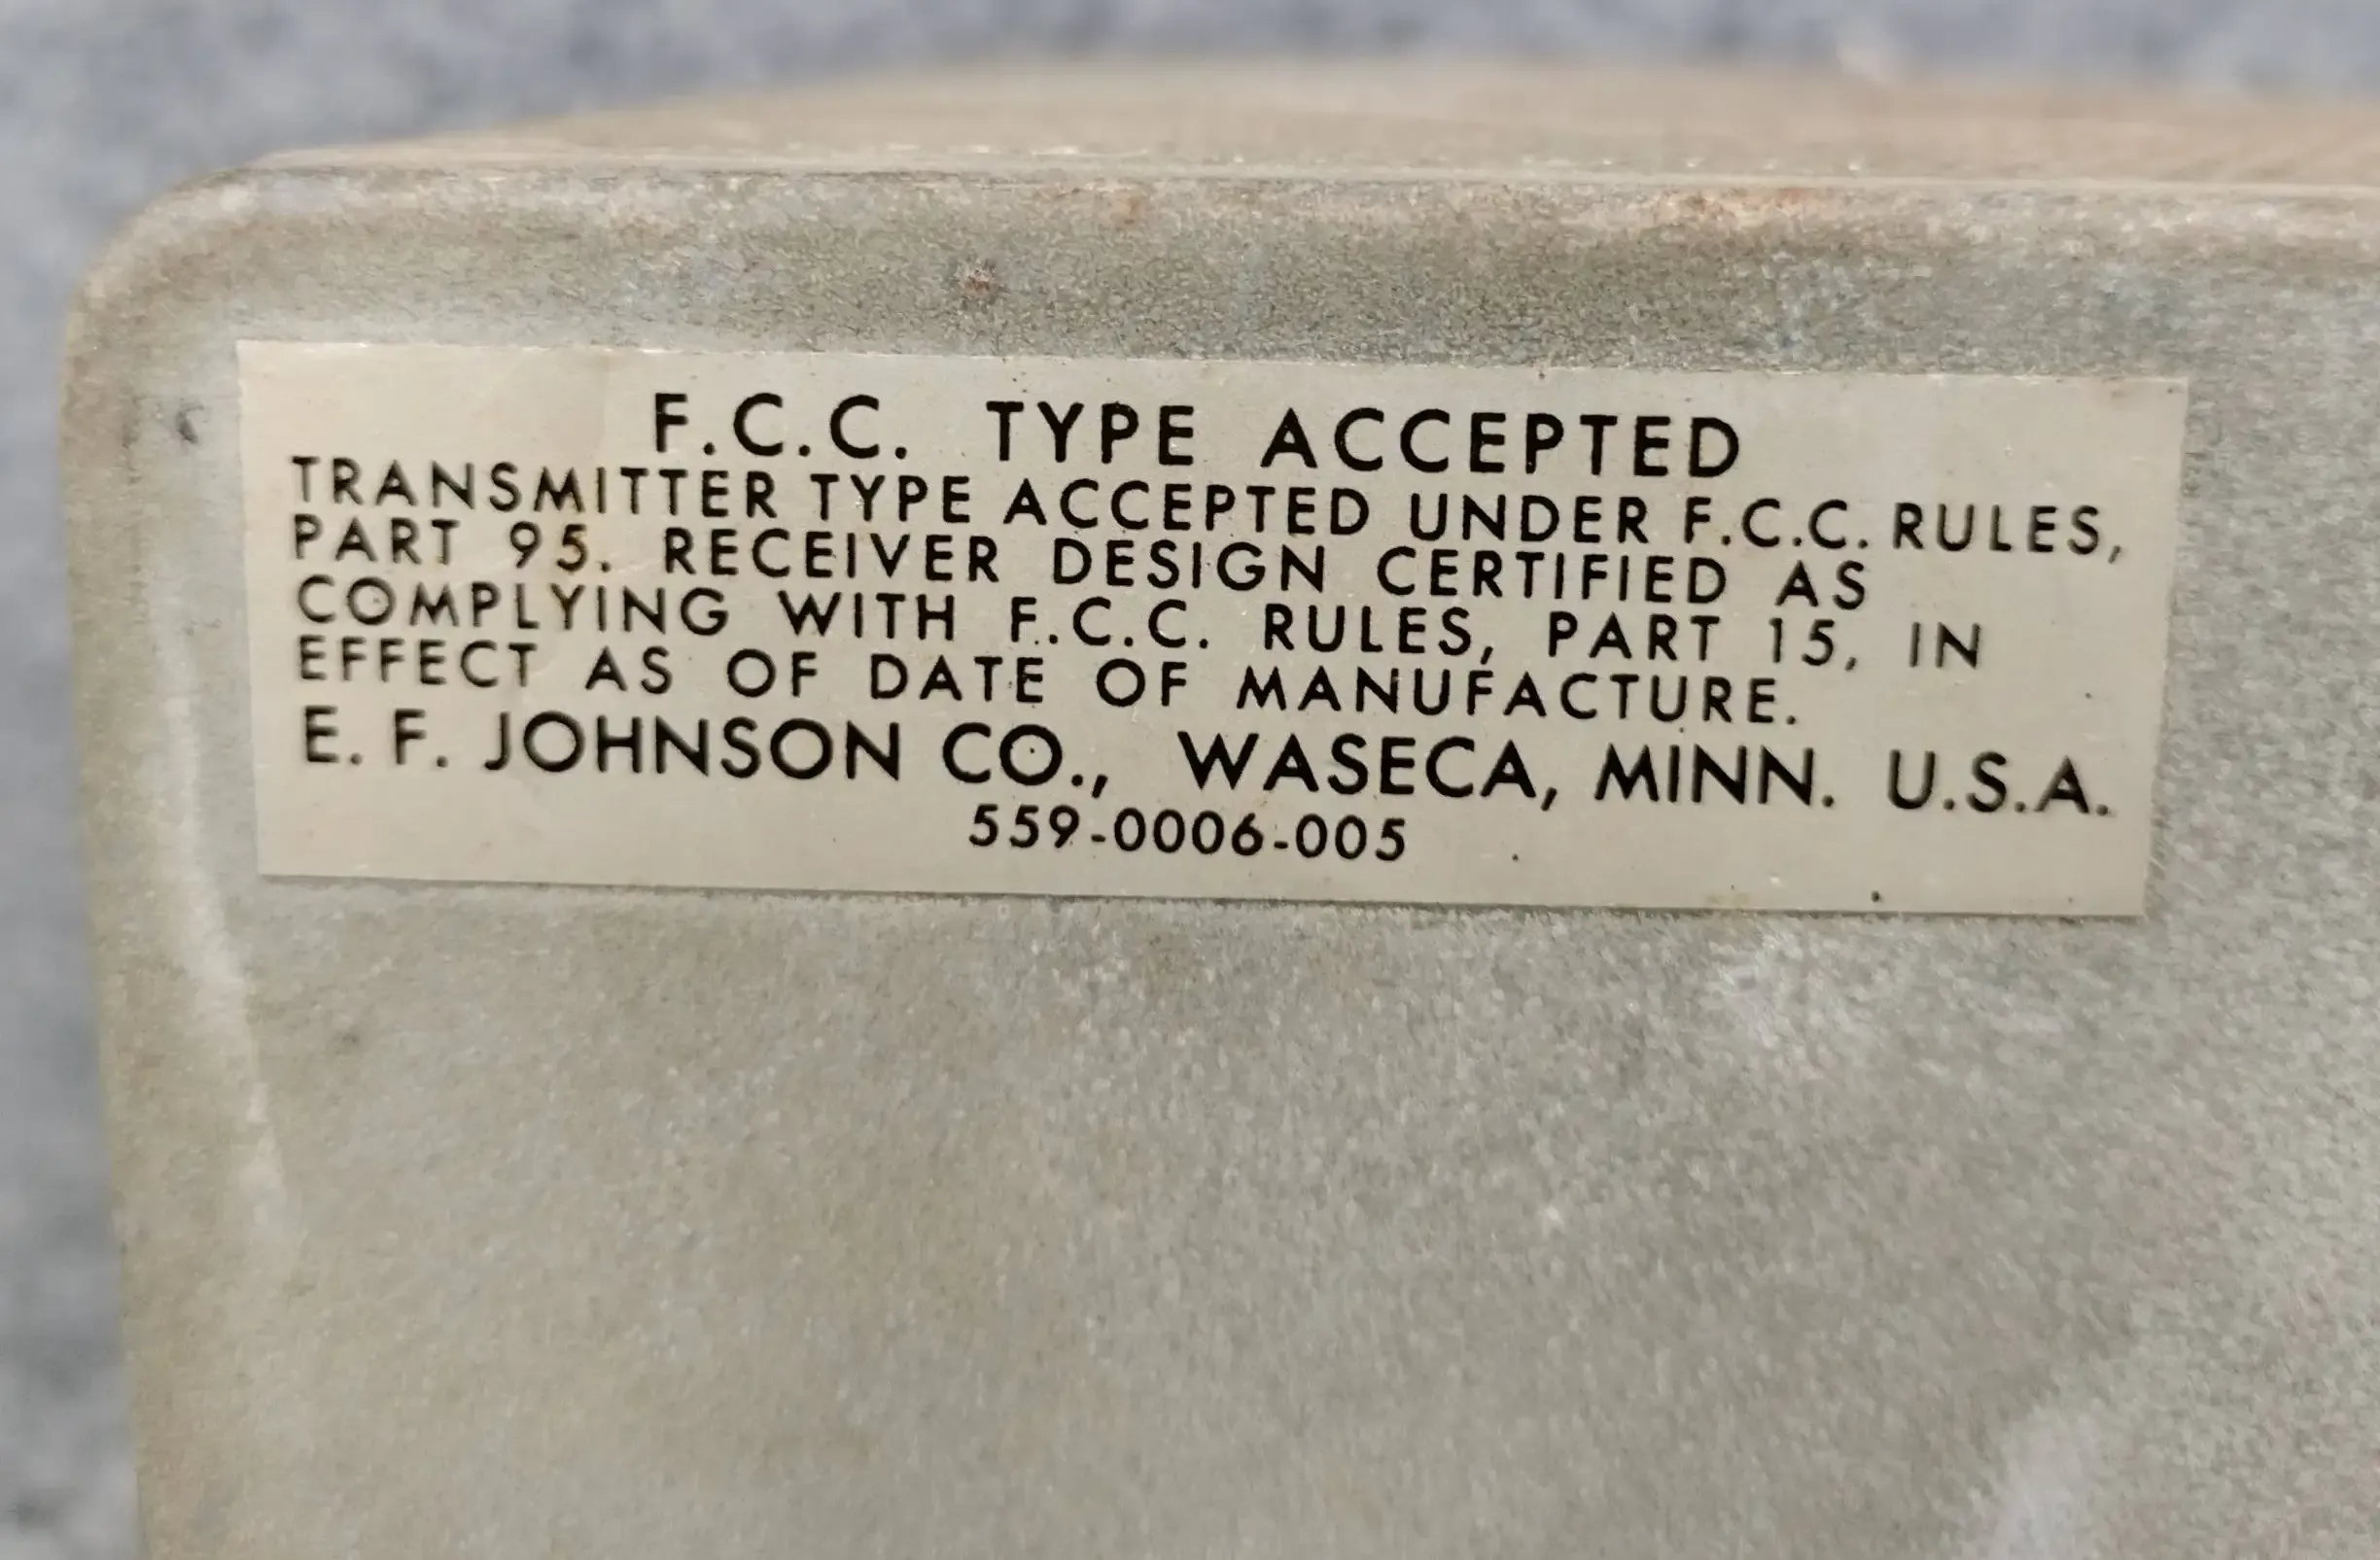 F.C.C. TYPE ACCEPTED
TRANSMITTER TYPE ACCEPTED UNDER F.C.C. RULES,
PART 95. RECEIVER DESIGN CERTIFIED AS
COMPLYING WITH F.C.C. RULES, PART 15, IN
EFFECT AS OF DATE OF MANUFACTURE.
E. F. JOHNSON CO., WASECA, MINN. U.S.A.
559-0006-005